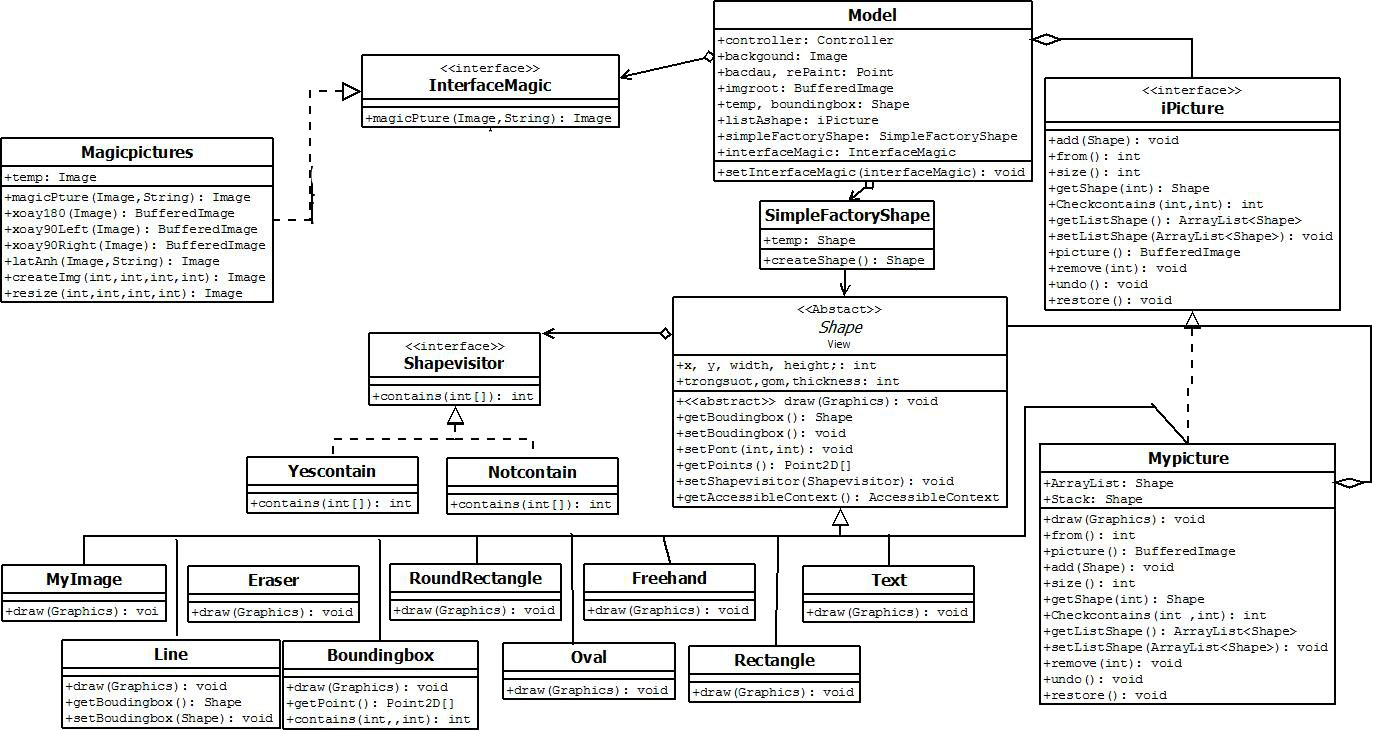 Model
+controller: Controller
+backgound: Image
+bacdau, rePaint: Point
+imgroot: BufferedImage
+temp, boundingbox: Shape
+listAshape: iPicture
+simpleFactoryShape: SimpleFactoryShape
+interfaceMagic: InterfaceMagic
+setInterfaceMagic(interfaceMagic): void
<<interface>>
InterfaceMagic
+magicPture(Image,String): Image
<<interface>>
iPicture
+add(Shape): void
+from(): int
+size(): int
+getShape(int): Shape
+Checkcontains(int,int): int
+getListShape(): ArrayList<Shape>
+setListShape(ArrayList<Shape>): void
+picture(): BufferedImage
+remove(int): void
+undo(): void
+restore(): void
Magicpictures
+temp: Image
+magicPture(Image,String): Image
+xoay180(Image): BufferedImage
+xoay90Left(Image): BufferedImage
+xoay90Right(Image): BufferedImage
+latAnh(Image,String): Image
+createImg(int,int,int,int): Image
+resize(int,int,int,int): Image
SimpleFactoryShape
+temp: Shape
+createShape(): Shape
<<Abstact>>
Shape
View
+x, y, width, height;: int
+trongsuot,gom,thickness: int
+<<abstract>> draw(Graphics): void
+getBoudingbox(): Shape
+setBoudingbox(): void
+setPont(int,int): void
+getPoints(): Point2D[]
+setShapevisitor(Shapevisitor): void
+getAccessibleContext(): AccessibleContext
<<interface>>
Shapevisitor
+contains(int[]): int
Yescontain
+contains(int[]): int
Notcontain
+contains(int[]): int
Mypicture
+ArrayList: Shape
+Stack: Shape
+draw(Graphics): void
+from(): int
+picture(): BufferedImage
+add(Shape): void
+size(): int
+getShape(int): Shape
+Checkcontains(int ,int): int
+getListShape(): ArrayList<Shape>
+setListShape(ArrayList<Shape>): void
+remove(int): void
+undo(): void
+restore(): void
MyImage
+draw(Graphics): voi
Eraser
+draw(Graphics): void
RoundRectangle
+draw(Graphics): void
Freehand
+draw(Graphics): void
Text
+draw(Graphics): void
Line
+draw(Graphics): void
+getBoudingbox(): Shape
+setBoudingbox(Shape): void
Boundingbox
+draw(Graphics): void
+getPoint(): Point2D[]
+contains(int,,int): int
Oval
+draw(Graphics): void
Rectangle
+draw(Graphics): void